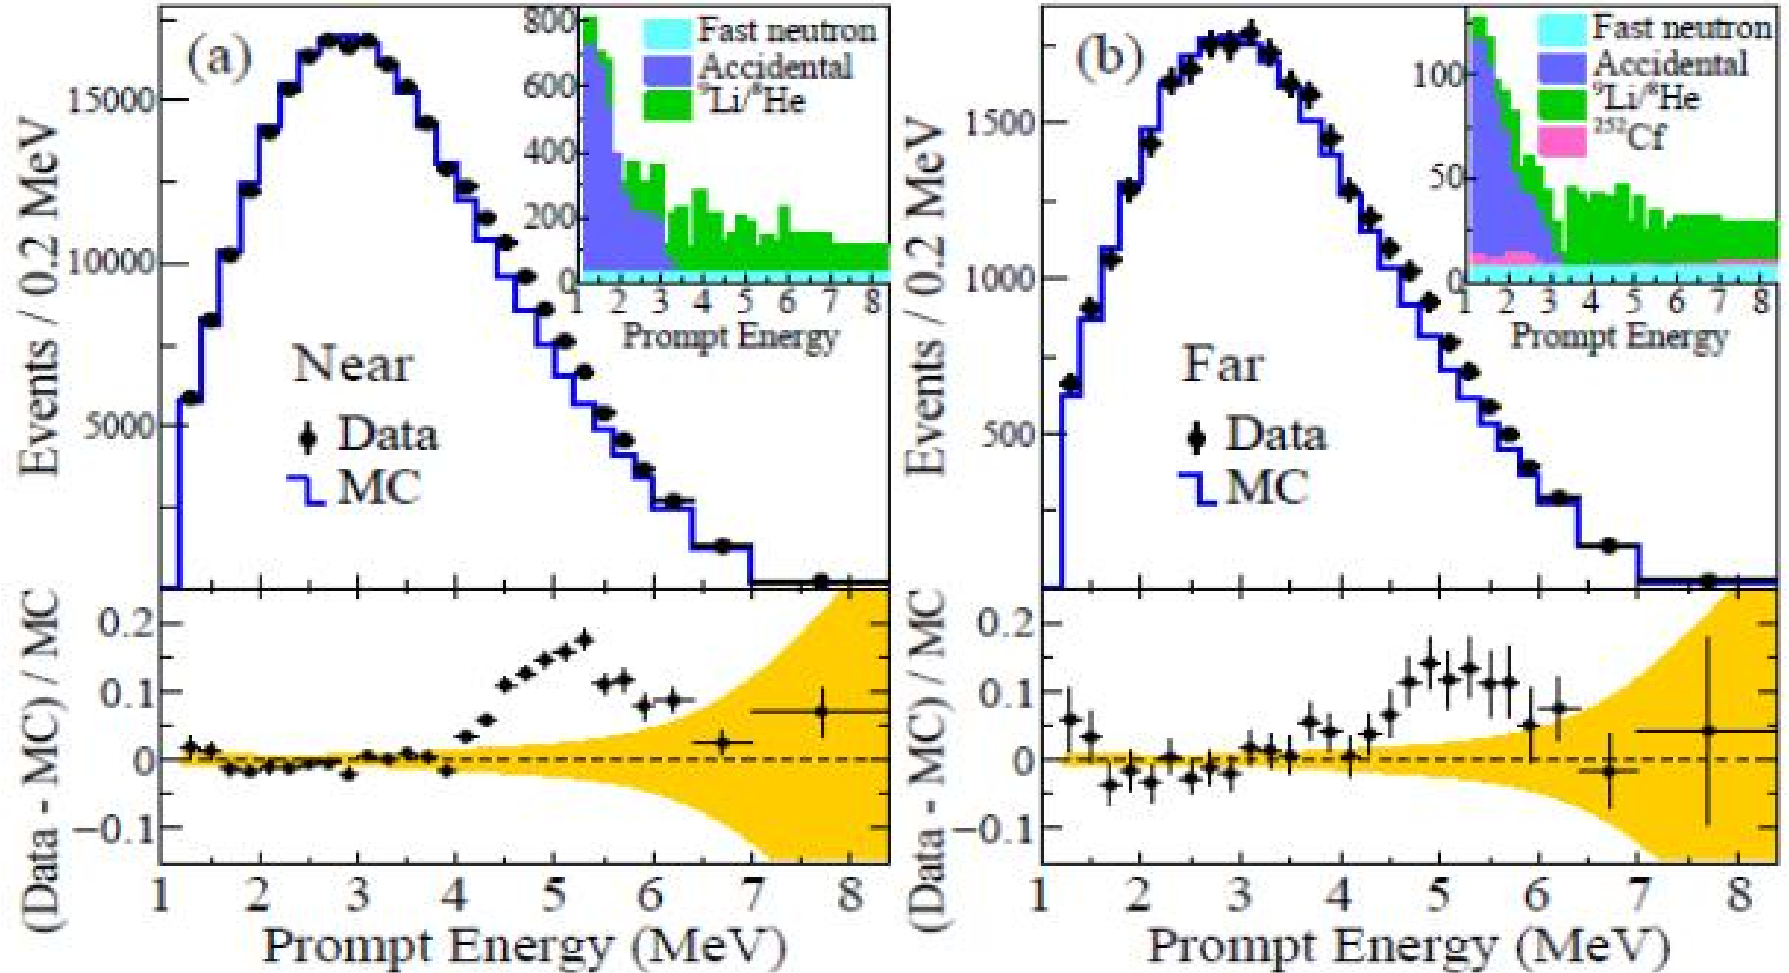 (a)
Events / 0.2 MeV
15000
10000
5000
Near
Data
MC
800
600
400
200
0
Fast neutron
Accidental
⁹Li/⁸He
1 2 3 4 5 6 7 8
Prompt Energy
(Data - MC) / MC
0.2
0.1
0
−0.1
1 2 3 4 5 6 7 8
Prompt Energy (MeV)
(b)
Events / 0.2 MeV
1500
1000
500
Far
Data
MC
100
50
0
Fast neutron
Accidental
⁹Li/⁸He
²⁵²Cf
1 2 3 4 5 6 7 8
Prompt Energy
(Data - MC) / MC
0.2
0.1
0
−0.1
1 2 3 4 5 6 7 8
Prompt Energy (MeV)